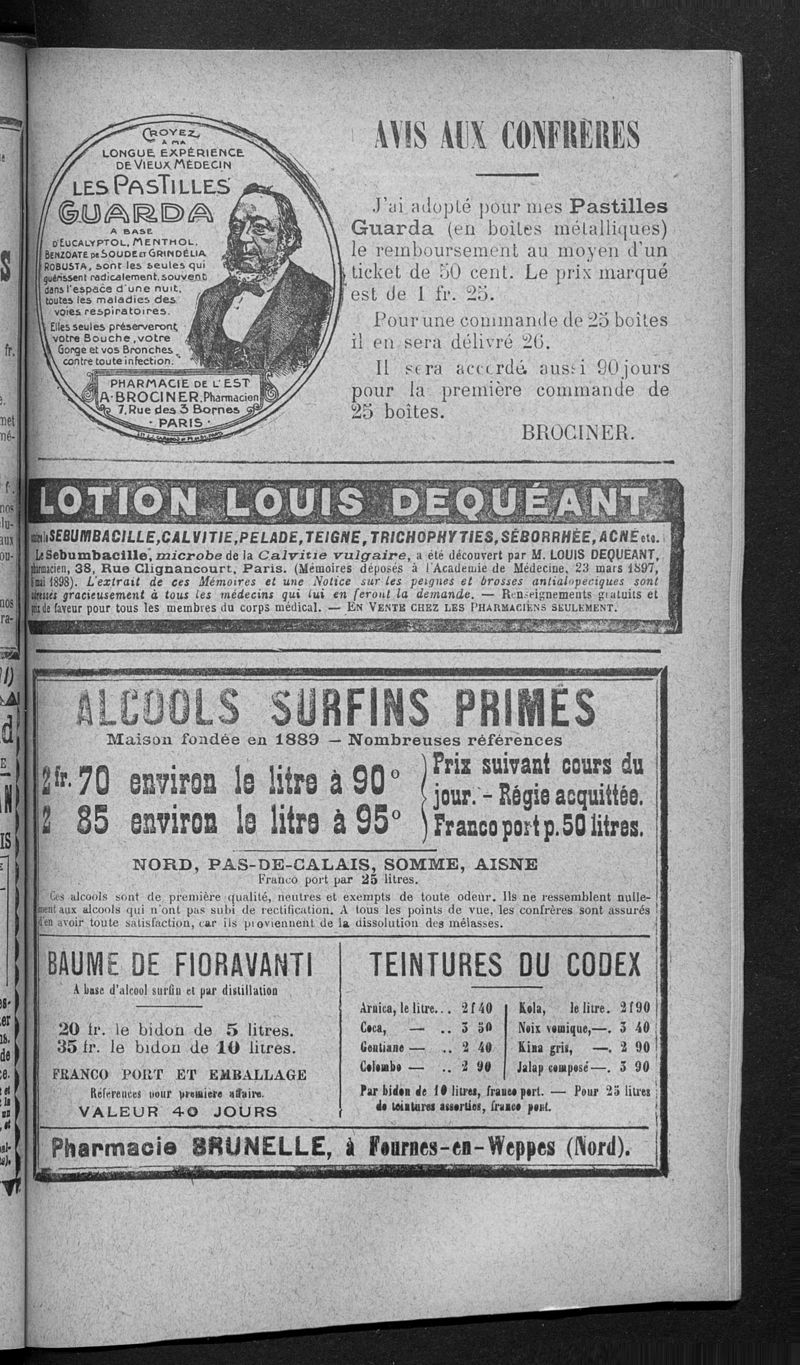 CROYEZ
A MA
LONGUE EXPÉRIENCE
DE VIEUX MÉDECIN
LES PASTILLES
GUARDA
A BASE
D'EUCALYPTOL, MENTHOL,
BENZOATE DE SOUDE ET GRINDÉLIA
ROBUSTA, sont les seules qui
guérissent radicalement, souvent
dans l'espace d'une nuit,
toutes les maladies des
voies respiratoires.
Elles seules préserveront
votre Bouche, votre
Gorge et vos Bronches
contre toute infection.
PHARMACIE DE L'EST
A. BROCINER, Pharmacien
7, Rue des 3 Bornes
· PARIS ·
AVIS AUX CONFRÈRES
J'ai adopté pour mes Pastilles
Guarda (en boîtes métalliques)
le remboursement au moyen d'un
ticket de 50 cent. Le prix marqué
est de 1 fr. 25.
Pour une commande de 25 boîtes
il en sera délivré 26.
Il sera accordé aussi 90 jours
pour la première commande de
25 boîtes.
BROCINER.
LOTION LOUIS DEQUÉANT
SEBUMBACILLE, CALVITIE, PELADE, TEIGNE, TRICHOPHYTIES, SÉBORRHÉE, ACNÉ etc.
Le Sebumbacille, microbe de la Calvitie vulgaire, a été découvert par M. LOUIS DEQUÉANT,
pharmacien, 38, Rue Clignancourt, Paris. (Mémoires déposés à l'Académie de Médecine, 23 mars 1897,
mai 1898). L'extrait de ces Mémoires et une Notice sur les peignes et brosses antialopéciques sont
adressés gracieusement à tous les médecins qui lui en feront la demande. — Renseignements gratuits et
prix de faveur pour tous les membres du corps médical. — EN VENTE CHEZ LES PHARMACIENS SEULEMENT.
ALCOOLS SURFINS PRIMÉS
Maison fondée en 1889 — Nombreuses références
2 fr. 70 environ le litre à 90°
2 85 environ le litre à 95°
Prix suivant cours du
jour. - Régie acquittée.
Franco port p. 50 litres.
NORD, PAS-DE-CALAIS, SOMME, AISNE
Franco port par 25 litres.
Ces alcools sont de première qualité, neutres et exempts de toute odeur. Ils ne ressemblent nulle-
ment aux alcools qui n'ont pas subi de rectification. A tous les points de vue, les confrères sont assurés
d'en avoir toute satisfaction, car ils proviennent de la dissolution des mélasses.
BAUME DE FIORAVANTI
A base d'alcool surfin et par distillation
20 fr. le bidon de 5 litres.
35 fr. le bidon de 10 litres.
FRANCO PORT ET EMBALLAGE
Références pour première affaire.
VALEUR 40 JOURS
TEINTURES DU CODEX
Arnica, le litre... 2f40
Coca, — .. 3 50
Gentiane — .. 2 40
Colombo — .. 2 90
Kola, le litre. 2f90
Noix vomique, —. 3 40
Kina gris, —. 2 90
Jalap composé —. 3 90
Par bidon de 10 litres, franco port. — Pour 25 litres
de teintures assorties, franco port.
Pharmacie BRUNELLE, à Fournes-en-Weppes (Nord).